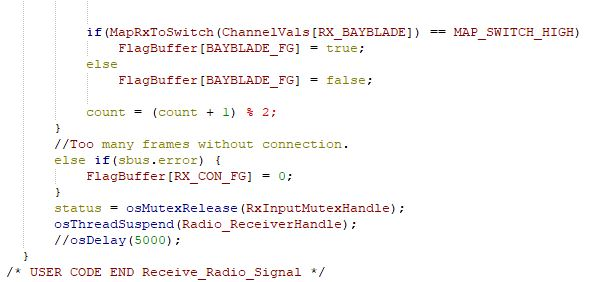 if(MapRxToSwitch(ChannelVals[RX_BAYBLADE]) == MAP_SWITCH_HIGH)
FlagBuffer[BAYBLADE_FG] = true;
else
FlagBuffer[BAYBLADE_FG] = false;
count = (count + 1) % 2;
}
//Too many frames without connection.
else if(sbus.error) {
FlagBuffer[RX_CON_FG] = 0;
}
status = osMutexRelease(RxInputMutexHandle);
osThreadSuspend(Radio_ReceiverHandle);
//osDelay(5000);
}
/* USER CODE END Receive_Radio_Signal */